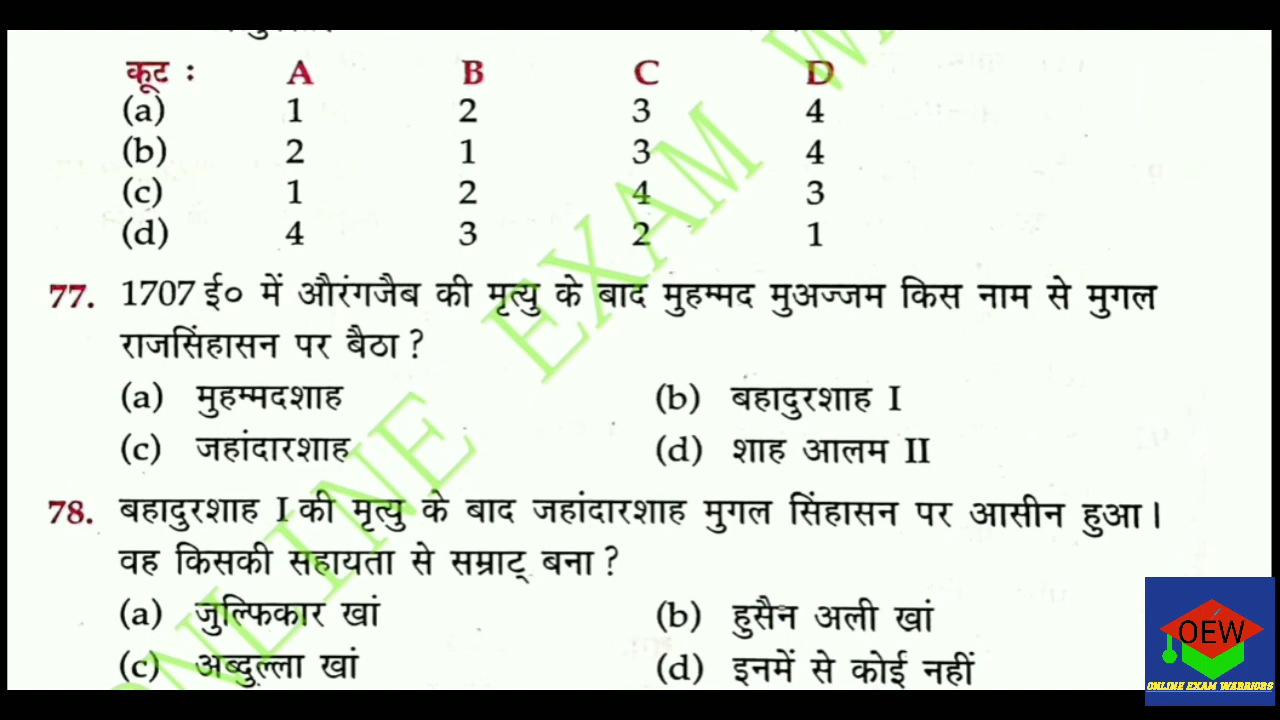 कूट : A B C D
(a) 1 2 3 4
(b) 2 1 3 4
(c) 1 2 4 3
(d) 4 3 2 1
77. 1707 ई० में औरंगजैब की मृत्यु के बाद मुहम्मद मुअज्जम किस नाम से मुगल
राजसिंहासन पर बैठा ?
(a) मुहम्मदशाह (b) बहादुरशाह I
(c) जहांदारशाह (d) शाह आलम II
78. बहादुरशाह I की मृत्यु के बाद जहांदारशाह मुगल सिंहासन पर आसीन हुआ।
वह किसकी सहायता से सम्राट् बना ?
(a) जुल्फिकार खां (b) हुसैन अली खां
(c) अब्दुल्ला खां (d) इनमें से कोई नहीं
ONLINE EXAM
OEW
ONLINE EXAM WARRIORS